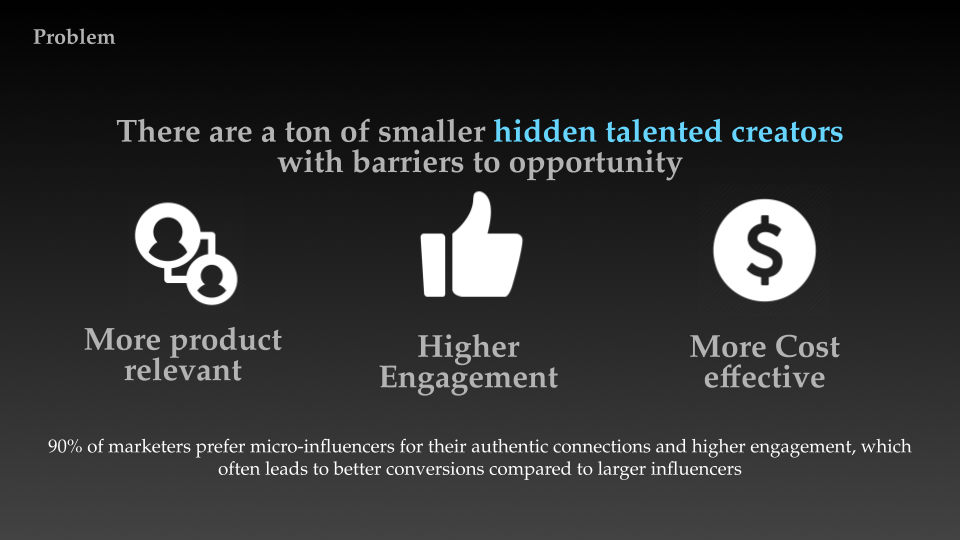 Problem
There are a ton of smaller hidden talented creators
with barriers to opportunity
$
More product
relevant
Higher
Engagement
More Cost
effective
90% of marketers prefer micro-influencers for their authentic connections and higher engagement, which
often leads to better conversions compared to larger influencers